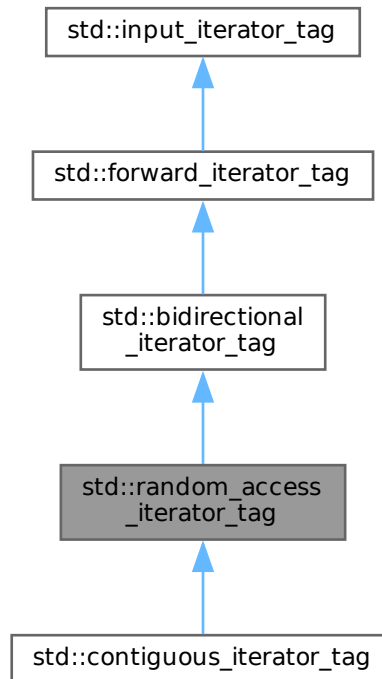 std::input_iterator_tag
std::forward_iterator_tag
std::bidirectional
_iterator_tag
std::random_access
_iterator_tag
std::contiguous_iterator_tag